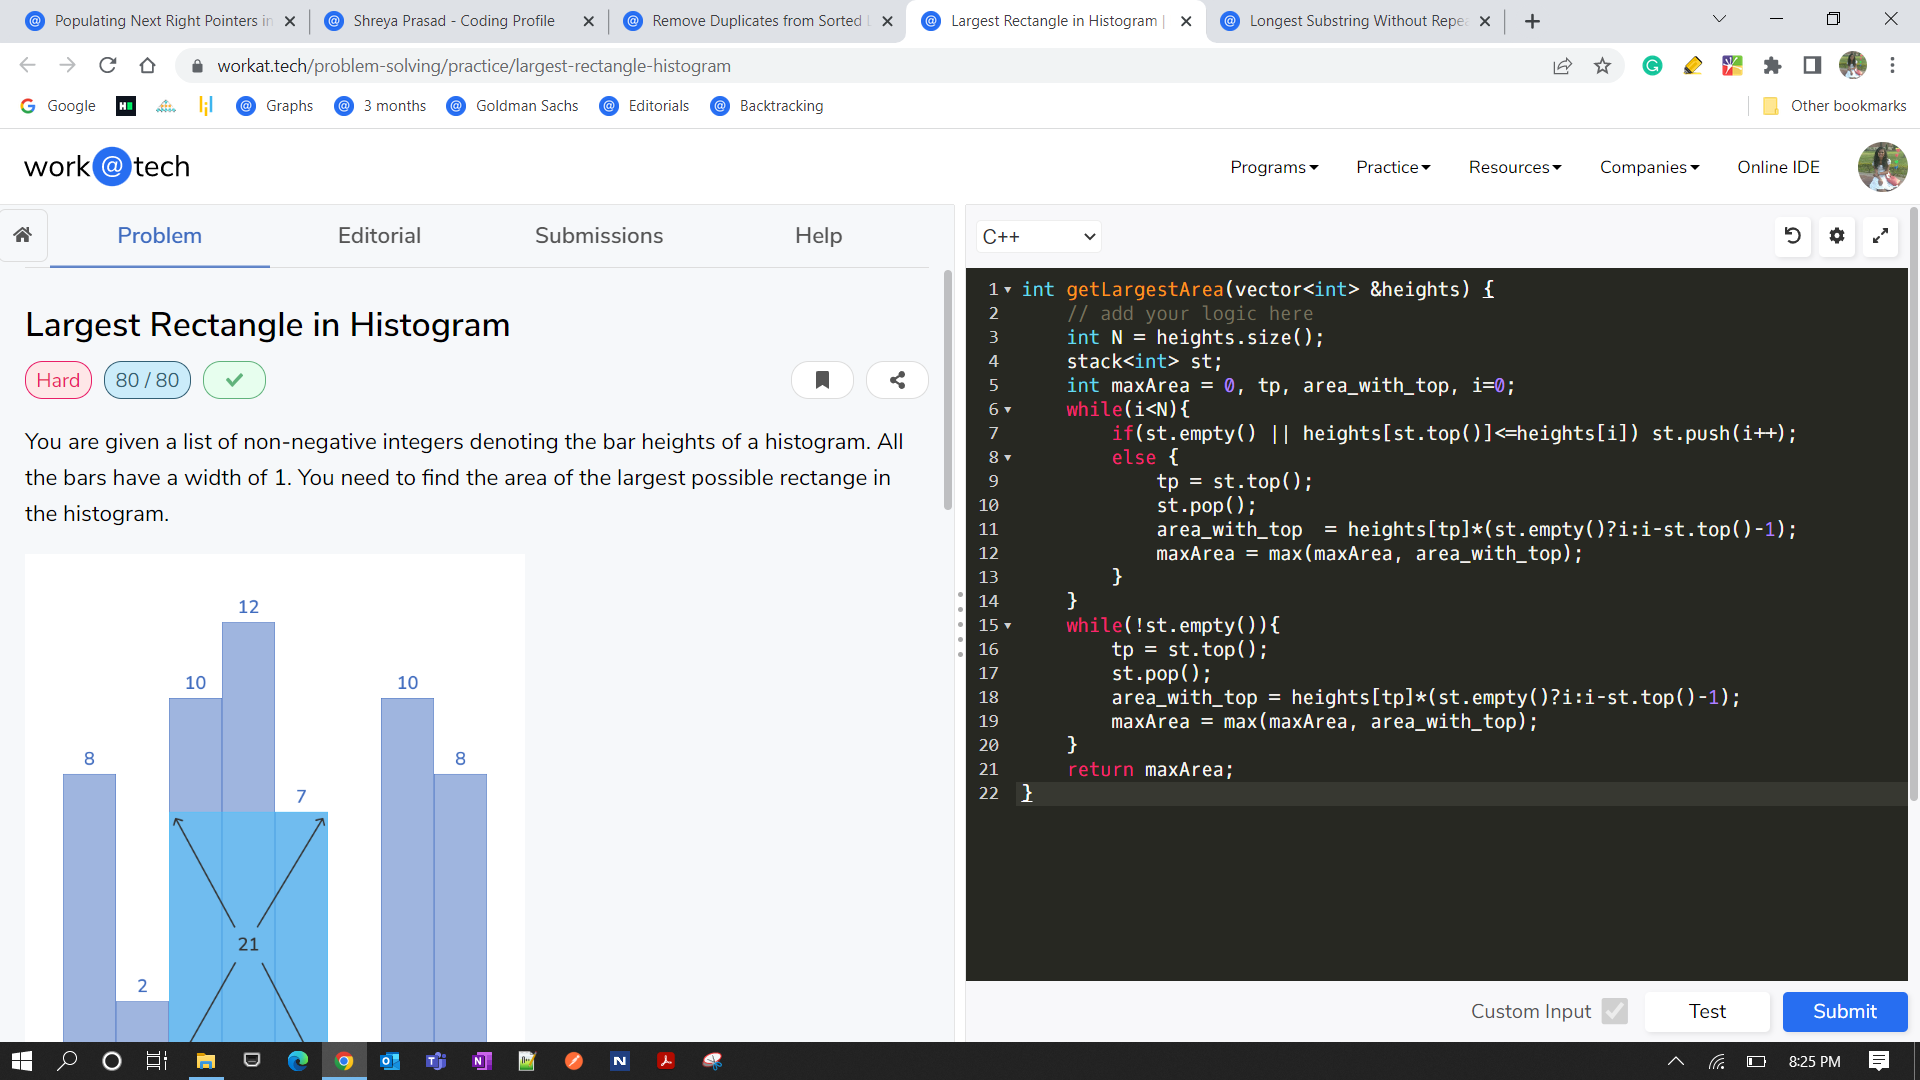 Populating Next Right Pointers in
Shreya Prasad - Coding Profile
Remove Duplicates from Sorted L
Largest Rectangle in Histogram |
Longest Substring Without Repea
workat.tech/problem-solving/practice/largest-rectangle-histogram
Google
Graphs
3 months
Goldman Sachs
Editorials
Backtracking
Other bookmarks
work@tech
Programs
Practice
Resources
Companies
Online IDE
Problem
Editorial
Submissions
Help
Largest Rectangle in Histogram
Hard
80 / 80
You are given a list of non-negative integers denoting the bar heights of a histogram. All
the bars have a width of 1. You need to find the area of the largest possible rectange in
the histogram.
12
10
10
8
8
7
21
2
C++
1 int getLargestArea(vector<int> &heights) {
2 // add your logic here
3 int N = heights.size();
4 stack<int> st;
5 int maxArea = 0, tp, area_with_top, i=0;
6 while(i<N){
7 if(st.empty() || heights[st.top()]<=heights[i]) st.push(i++);
8 else {
9 tp = st.top();
10 st.pop();
11 area_with_top  = heights[tp]*(st.empty()?i:i-st.top()-1);
12 maxArea = max(maxArea, area_with_top);
13 }
14 }
15 while(!st.empty()){
16 tp = st.top();
17 st.pop();
18 area_with_top = heights[tp]*(st.empty()?i:i-st.top()-1);
19 maxArea = max(maxArea, area_with_top);
20 }
21 return maxArea;
22 }
Custom Input
Test
Submit
8:25 PM